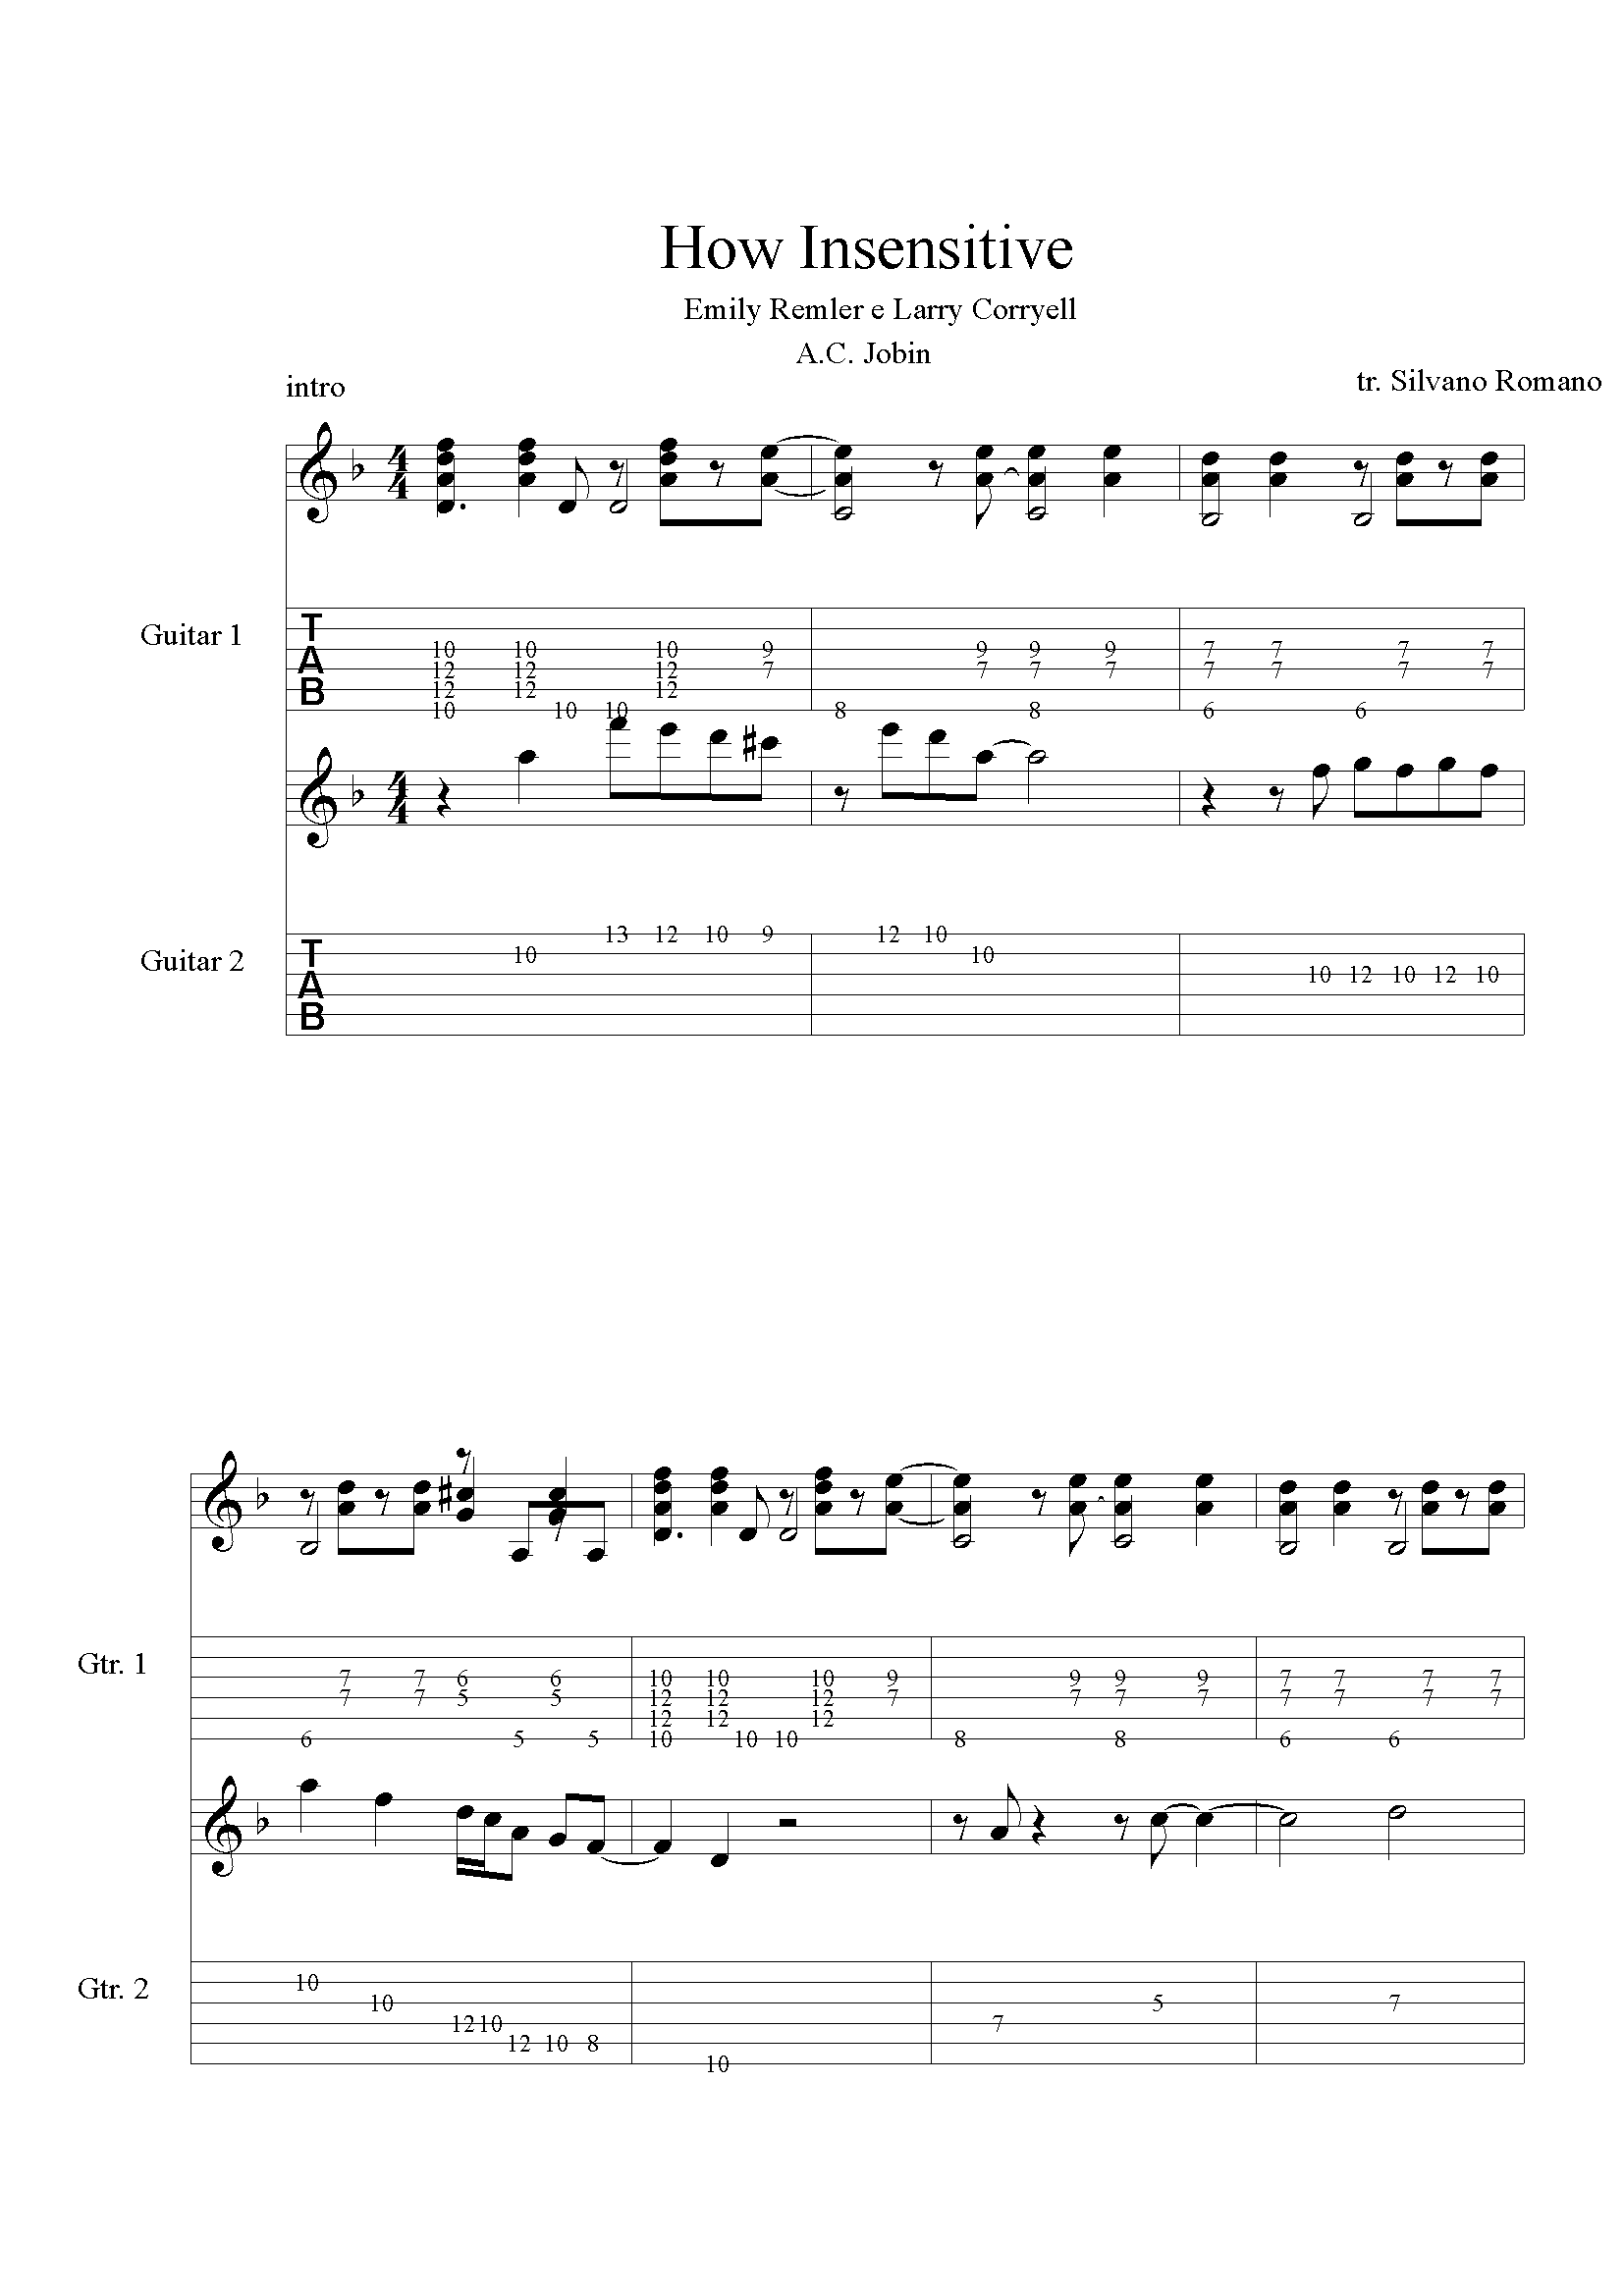 How Insensitive
Emily Remler e Larry Corryell
A.C. Jobin
intro
tr. Silvano Romano
4
4
Guitar 1
T
A
B
10 10 10 9 9 9 9 7 7 7 7
12 12 12 7 7 7 7 7 7 7 7
12 12 12
10 10 10 8 8 6 6
4
4
Guitar 2
T
A
B
13 12 10 9 12 10
10 10
10 12 10 12 10
Gtr. 1
7 7 6 6 10 10 10 9 9 9 9 7 7 7 7
7 7 5 5 12 12 12 7 7 7 7 7 7 7 7
12 12 12
6 5 5 10 10 10 8 8 6 6
Gtr. 2
10
10 5 7
12 10 7
12 10 8
10